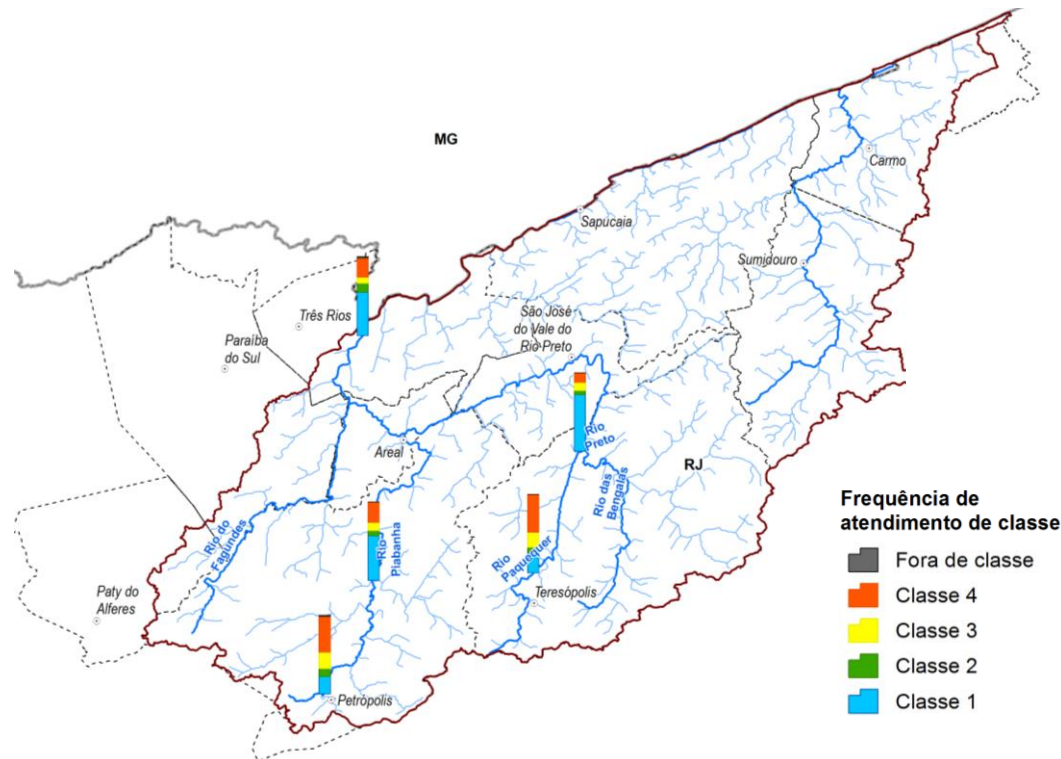 MG
Carmo
Sapucaia
Sumidouro
Três Rios
São José
do Vale do
Rio Preto
Paraíba
do Sul
Rio
Preto
Areal
RJ
Rio das
Bengalas
Rio do
Fagundes
Rio
Piabanha
Rio
Paquequer
Teresópolis
Paty do
Alferes
Petrópolis
Frequência de
atendimento de classe
Fora de classe
Classe 4
Classe 3
Classe 2
Classe 1